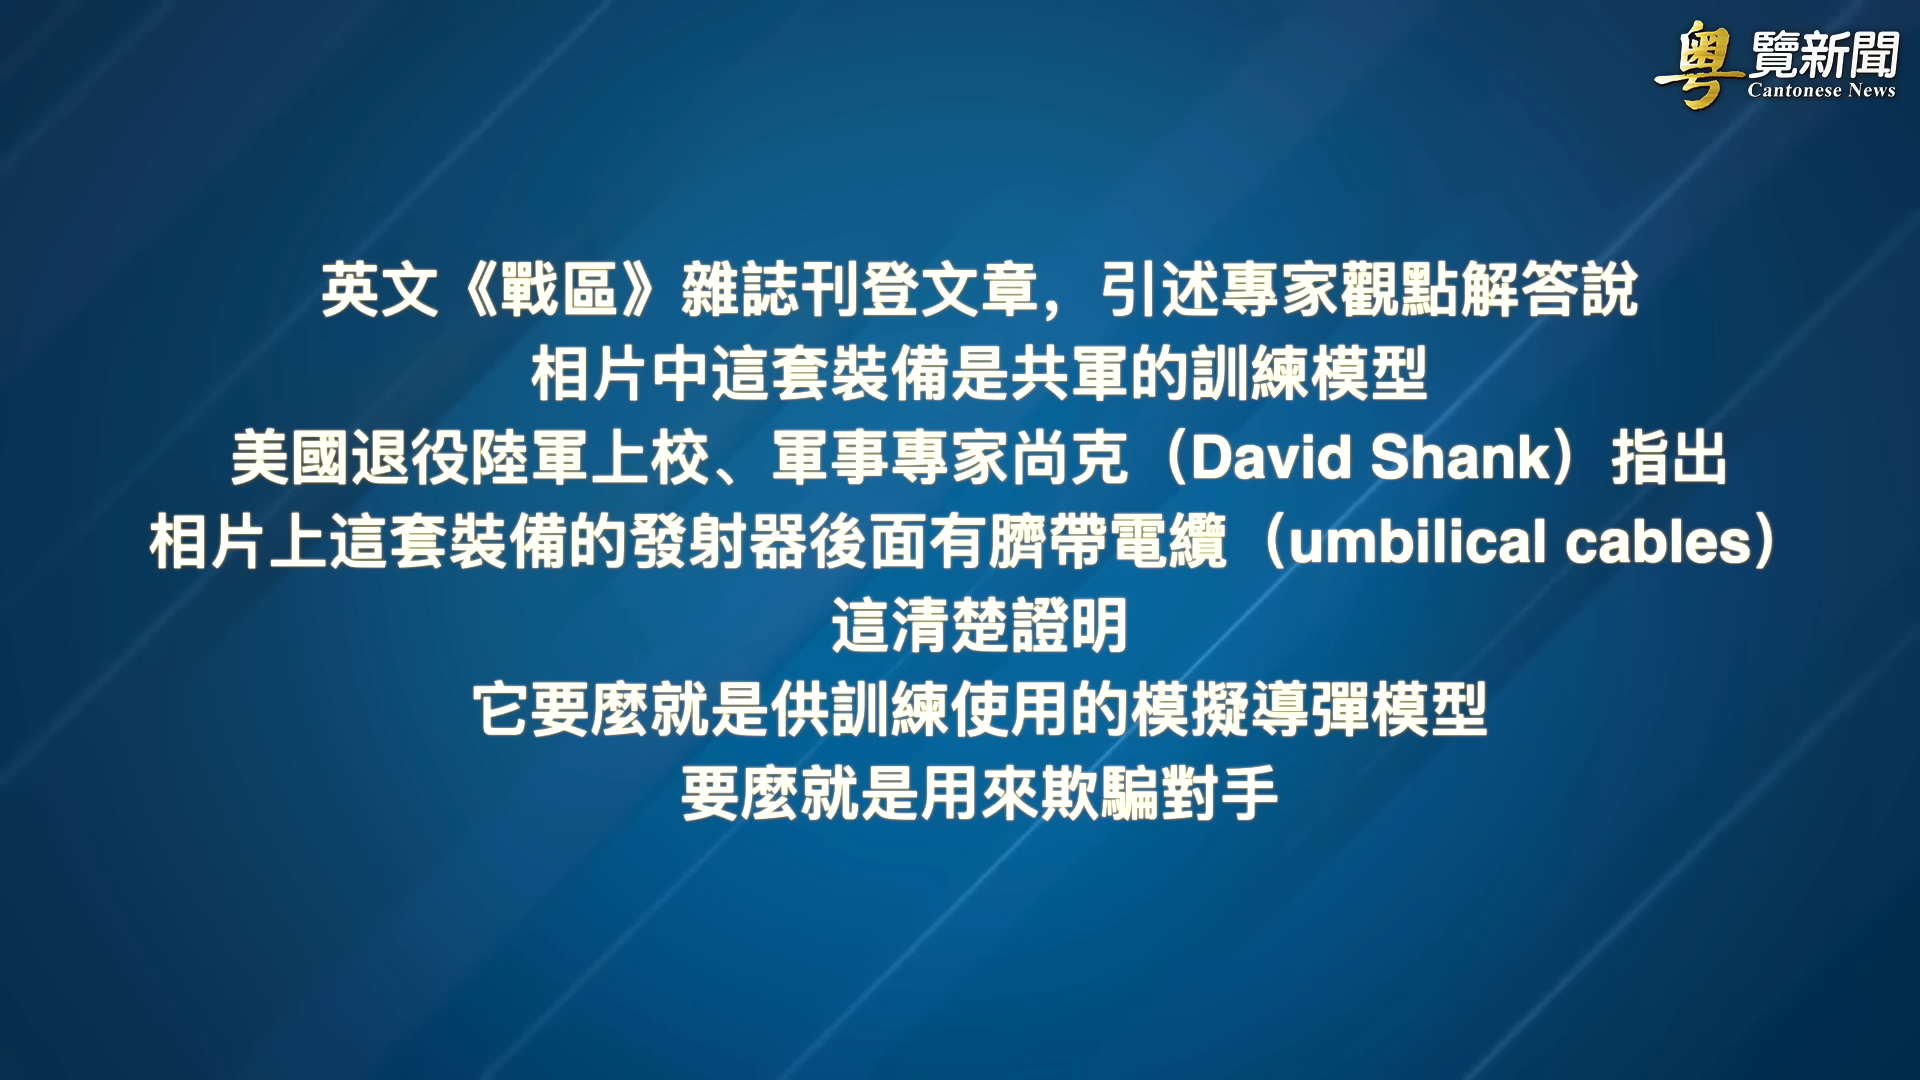 粵覽新聞
Cantonese News
英文《戰區》雜誌刊登文章，引述專家觀點解答說
相片中這套裝備是共軍的訓練模型
美國退役陸軍上校、軍事專家尚克（David Shank）指出
相片上這套裝備的發射器後面有臍帶電纜（umbilical cables）
這清楚證明
它要麼就是供訓練使用的模擬導彈模型
要麼就是用來欺騙對手